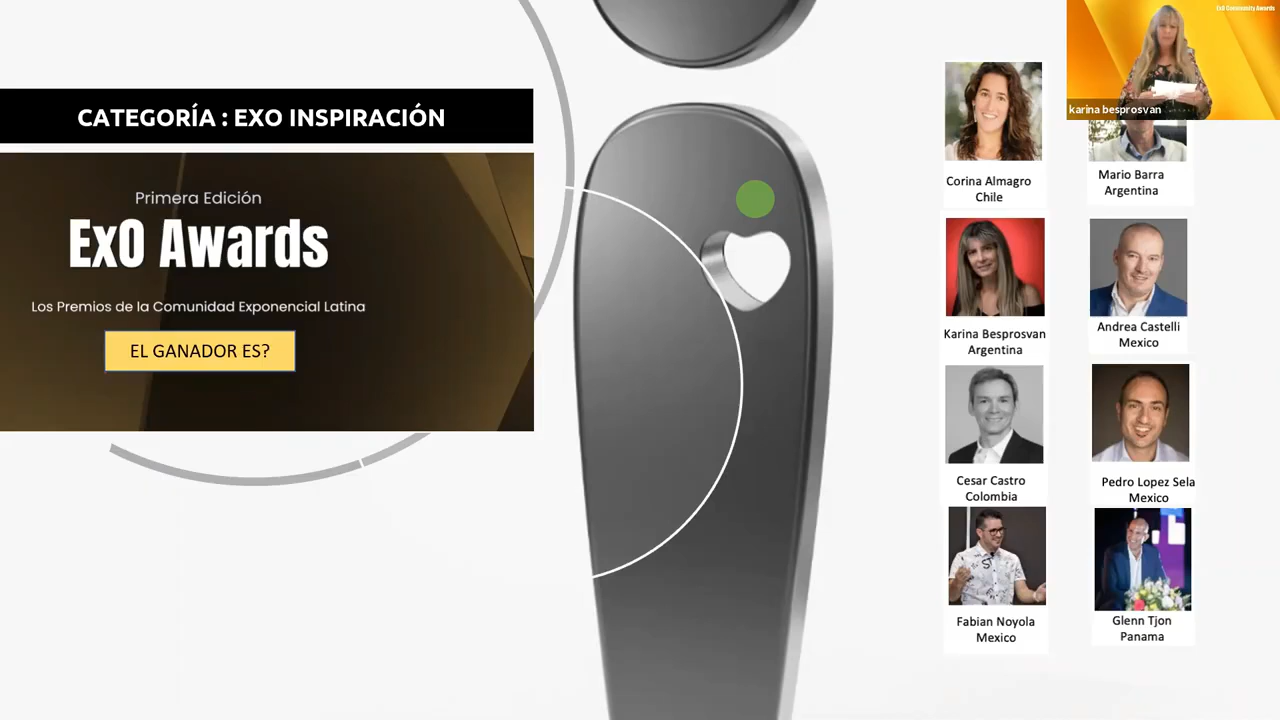 CATEGORÍA : EXO INSPIRACIÓN
Primera Edición
ExO Awards
Los Premios de la Comunidad Exponencial Latina
EL GANADOR ES?
ExO Community Awards
karina besprosvan
Corina Almagro
Chile
Mario Barra
Argentina
Karina Besprosvan
Argentina
Andrea Castelli
Mexico
Cesar Castro
Colombia
Pedro Lopez Sela
Mexico
Fabian Noyola
Mexico
Glenn Tjon
Panama